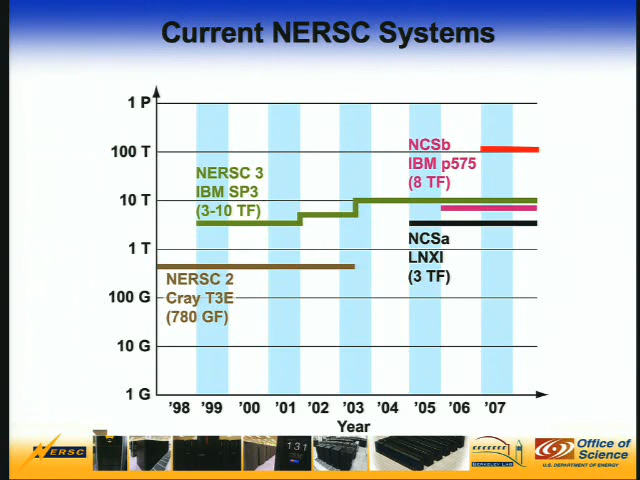 Current NERSC Systems
1 P
100 T
10 T
1 T
100 G
10 G
1 G
NERSC 3
IBM SP3
(3-10 TF)
NCSb
IBM p575
(8 TF)
NCSa
LNXI
(3 TF)
NERSC 2
Cray T3E
(780 GF)
'98 '99 '00 '01 '02 '03 '04 '05 '06 '07
Year
NERSC
131
BERKELEY LAB
Office of
Science
U.S. DEPARTMENT OF ENERGY